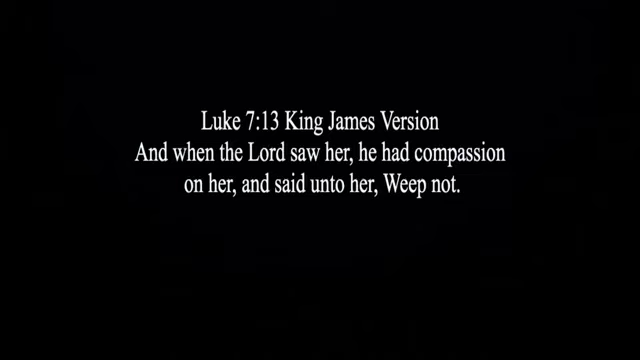 Luke 7:13 King James Version
And when the Lord saw her, he had compassion
on her, and said unto her, Weep not.